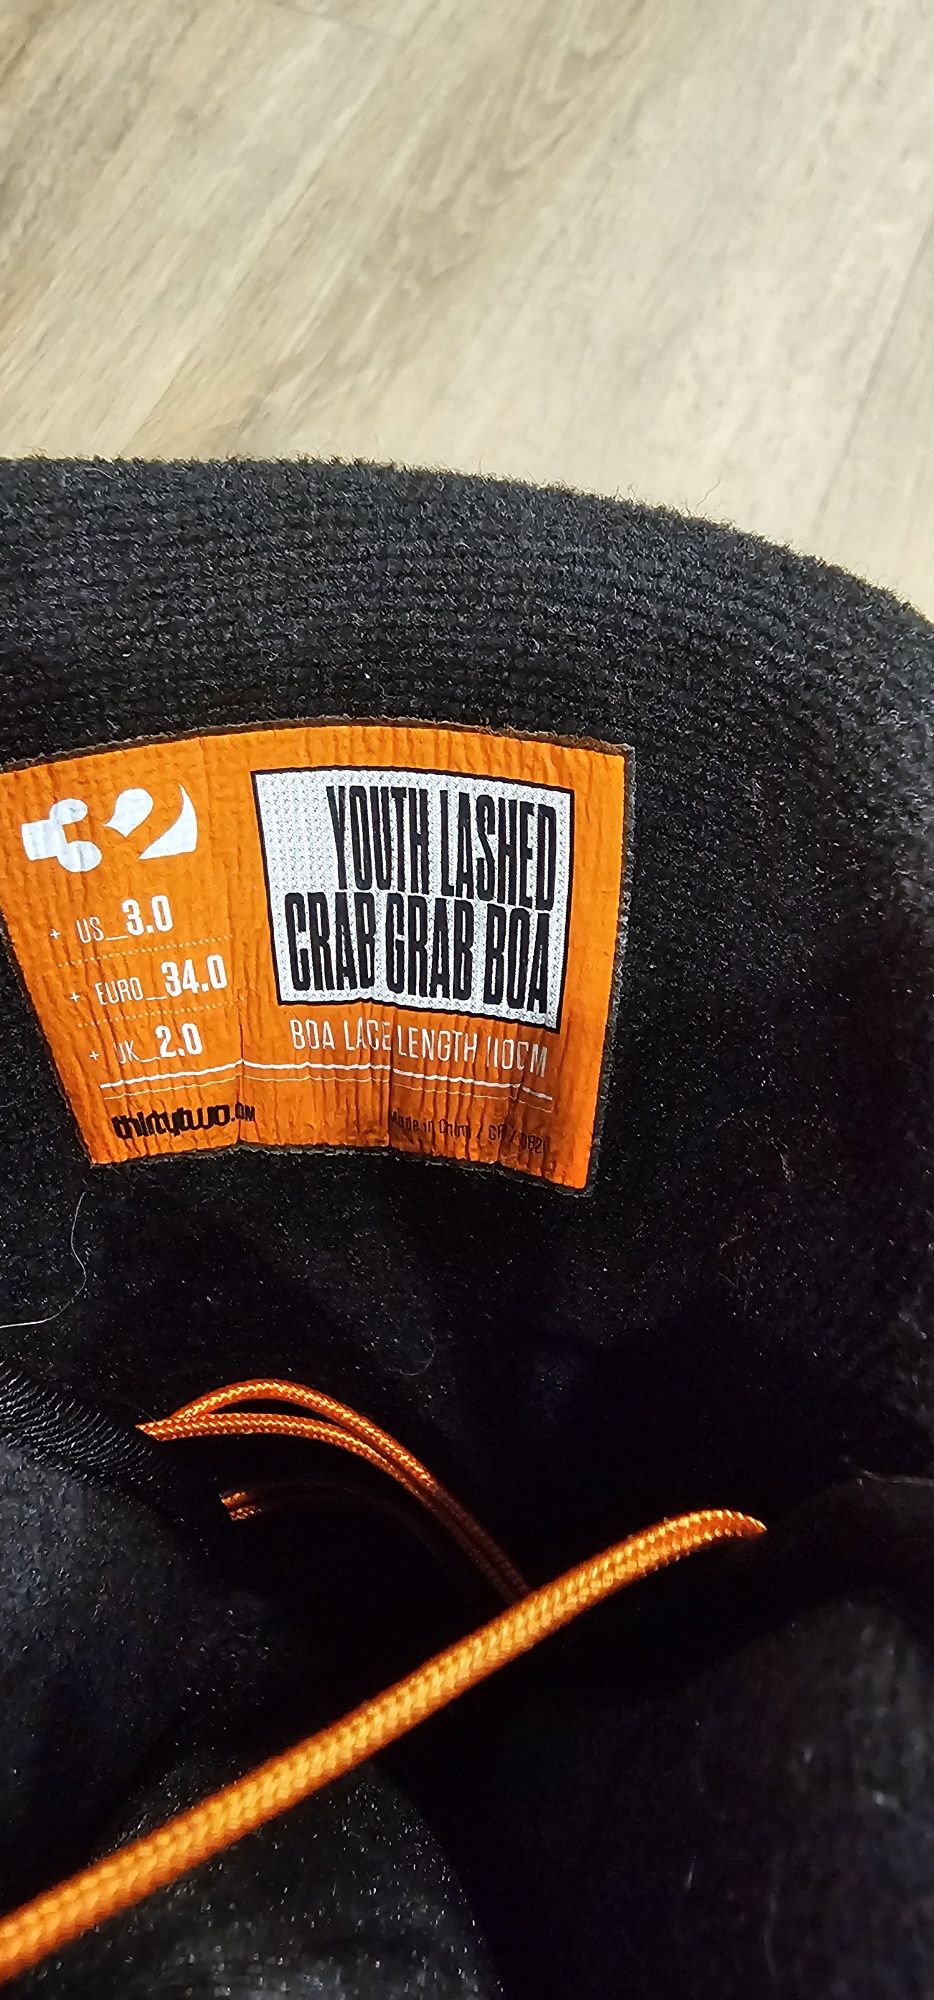 32
YOUTH LASHED
CRAB GRAB BOA
+ US_3.0
+ EURO_34.0
+ UK_2.0
BOA LACE LENGTH 110CM
thirtytwo.COM
Made in China /